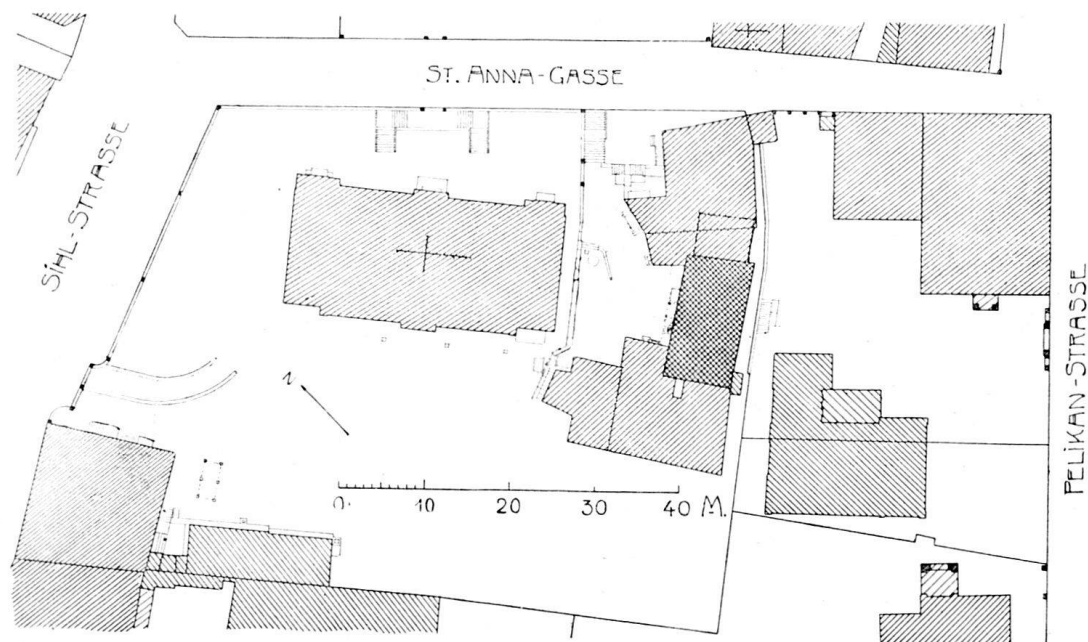 ST. ANNA-GASSE
SIHL-STRASSE
PELIKAN-STRASSE
N
0 10 20 30 40 M.